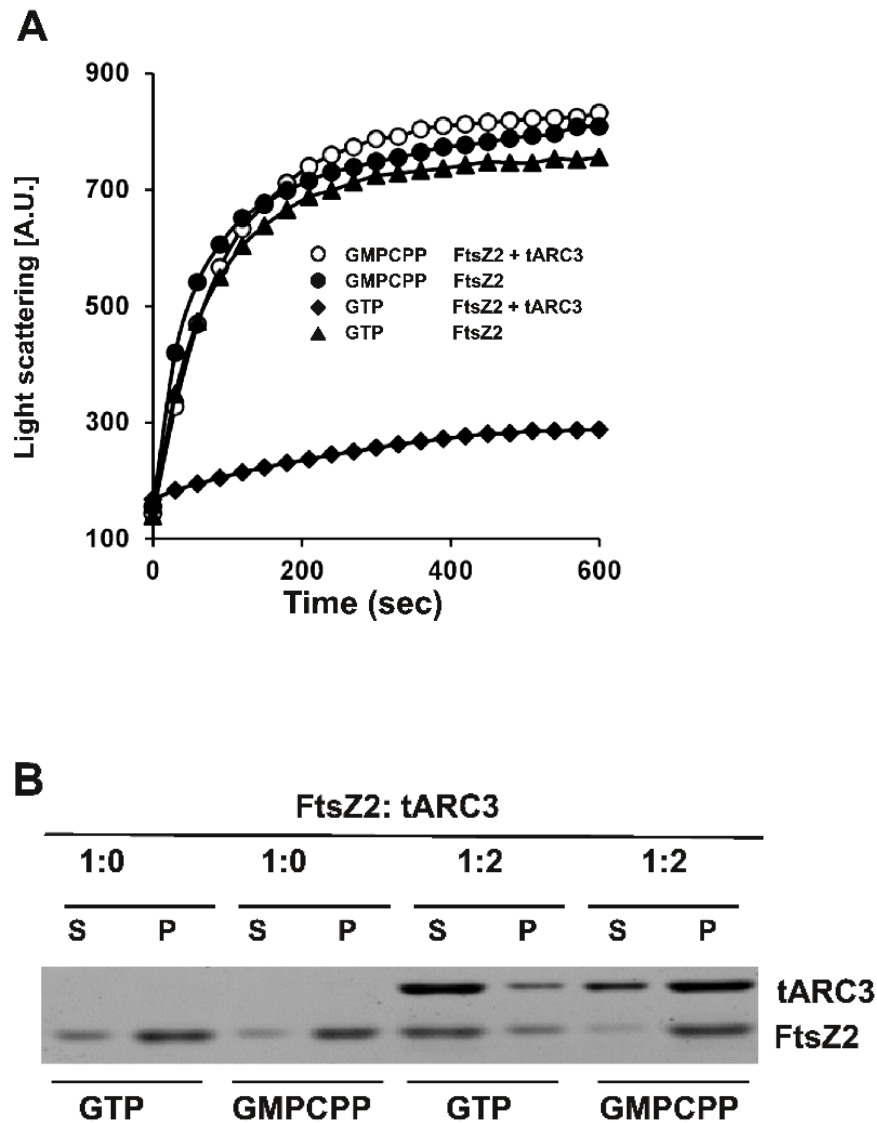 A
900
700
500
300
100
Light scattering [A.U.]
GMPCPP FtsZ2 + tARC3
GMPCPP FtsZ2
GTP FtsZ2 + tARC3
GTP FtsZ2
0 200 400 600
Time (sec)
B
FtsZ2: tARC3
1:0 1:0 1:2 1:2
S P S P S P S P
tARC3
FtsZ2
GTP GMPCPP GTP GMPCPP